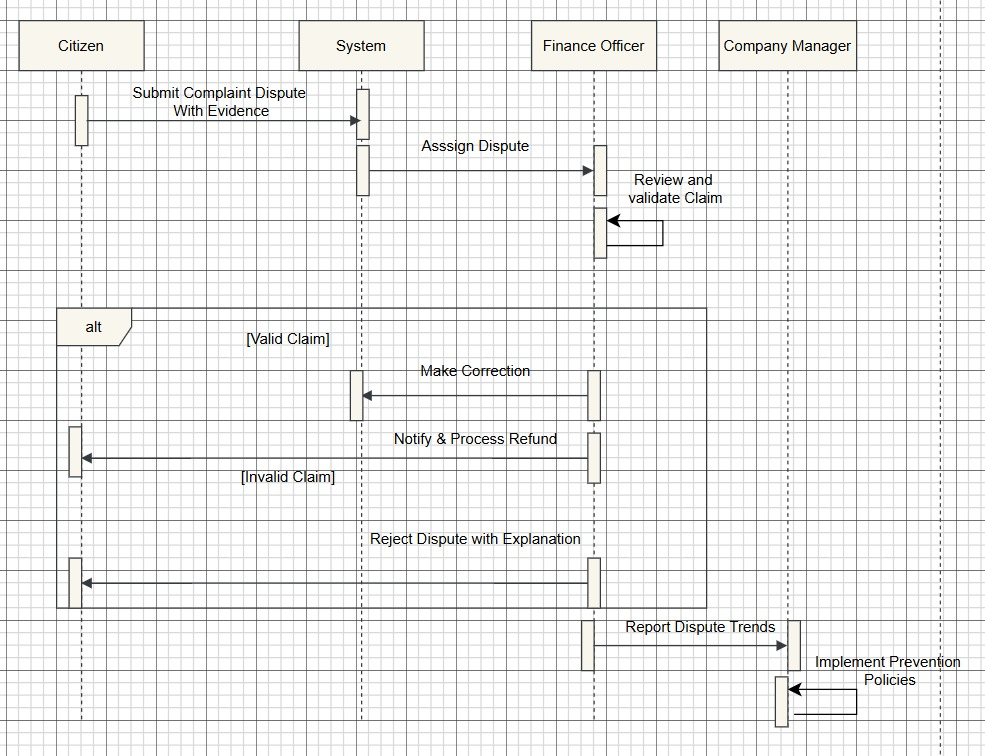 Citizen
System
Finance Officer
Company Manager
Submit Complaint Dispute
With Evidence
Asssign Dispute
Review and
validate Claim
alt
[Valid Claim]
Make Correction
Notify & Process Refund
[Invalid Claim]
Reject Dispute with Explanation
Report Dispute Trends
Implement Prevention
Policies